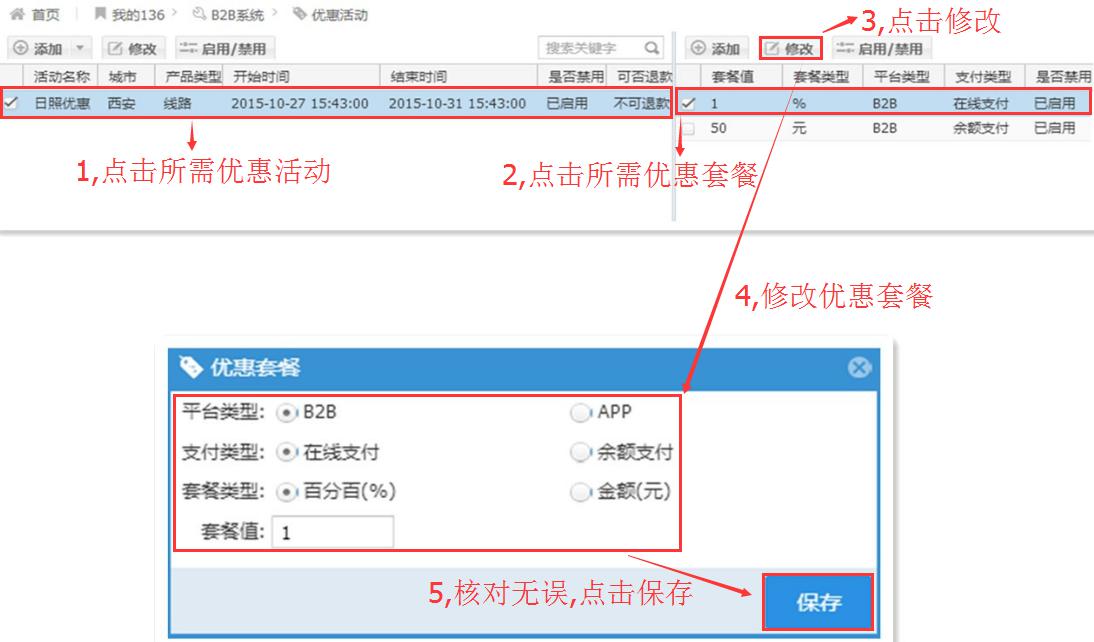 首页 我的136 B2B系统 优惠活动
3,点击修改
添加 修改 启用/禁用 搜索关键字 添加 修改 启用/禁用
活动名称 城市 产品类型 开始时间 结束时间 是否禁用 可否退款 套餐值 套餐类型 平台类型 支付类型 是否禁用
日照优惠 西安 线路 2015-10-27 15:43:00 2015-10-31 15:43:00 已启用 不可退款 1 % B2B 在线支付 已启用
50 元 B2B 余额支付 已启用
1,点击所需优惠活动
2,点击所需优惠套餐
4,修改优惠套餐
优惠套餐
平台类型: B2B APP
支付类型: 在线支付 余额支付
套餐类型: 百分百(%) 金额(元)
套餐值: 1
5,核对无误,点击保存
保存